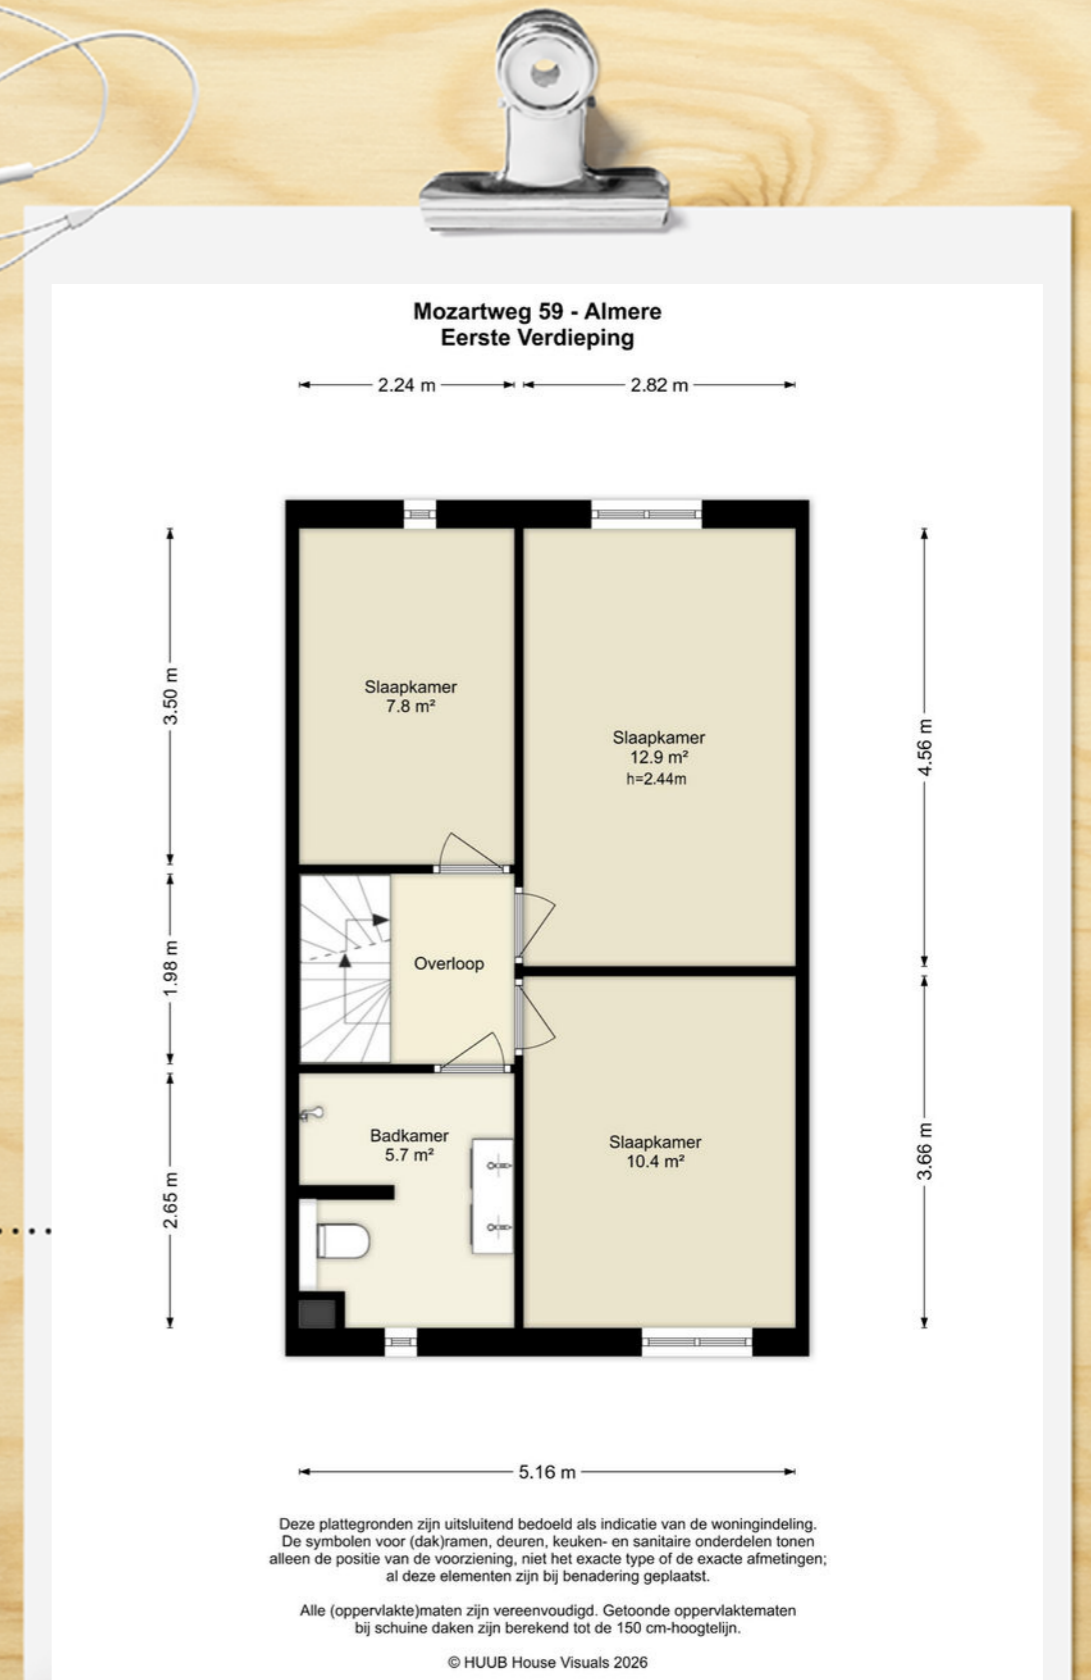 Mozartweg 59 - Almere
Eerste Verdieping
2.24 m
2.82 m
3.50 m
4.56 m
Slaapkamer
7.8 m²
Slaapkamer
12.9 m²
h=2.44m
1.98 m
Overloop
2.65 m
3.66 m
Badkamer
5.7 m²
Slaapkamer
10.4 m²
5.16 m
Deze plattegronden zijn uitsluitend bedoeld als indicatie van de woningindeling.
De symbolen voor (dak)ramen, deuren, keuken- en sanitaire onderdelen tonen
alleen de positie van de voorziening, niet het exacte type of de exacte afmetingen;
al deze elementen zijn bij benadering geplaatst.
Alle (oppervlakte)maten zijn vereenvoudigd. Getoonde oppervlaktematen
bij schuine daken zijn berekend tot de 150 cm-hoogtelijn.
© HUUB House Visuals 2026